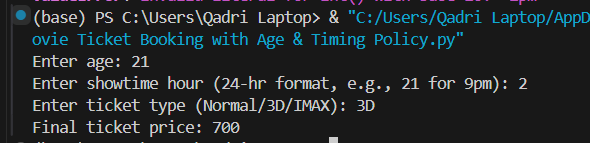 (base) PS C:\Users\Qadri Laptop> & "C:/Users/Qadri Laptop/AppD
ovie Ticket Booking with Age & Timing Policy.py"
Enter age: 21
Enter showtime hour (24-hr format, e.g., 21 for 9pm): 2
Enter ticket type (Normal/3D/IMAX): 3D
Final ticket price: 700